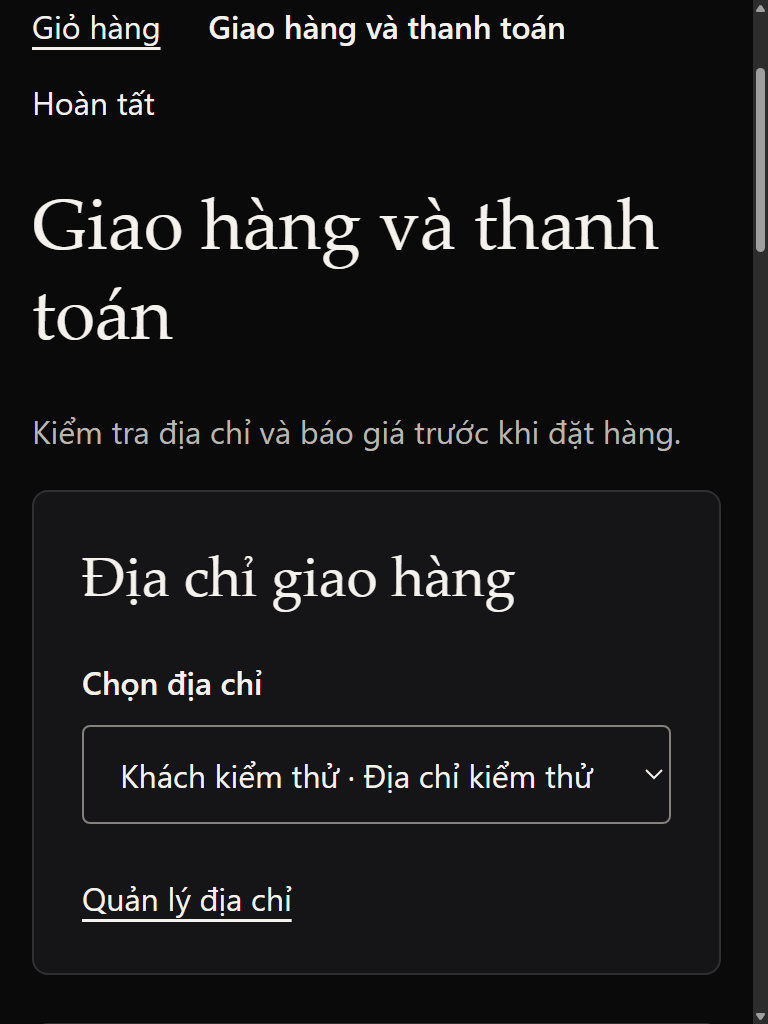 Giỏ hàng Giao hàng và thanh toán
Hoàn tất
Giao hàng và thanh
toán
Kiểm tra địa chỉ và báo giá trước khi đặt hàng.
Địa chỉ giao hàng
Chọn địa chỉ
Khách kiểm thử · Địa chỉ kiểm thử
Quản lý địa chỉ